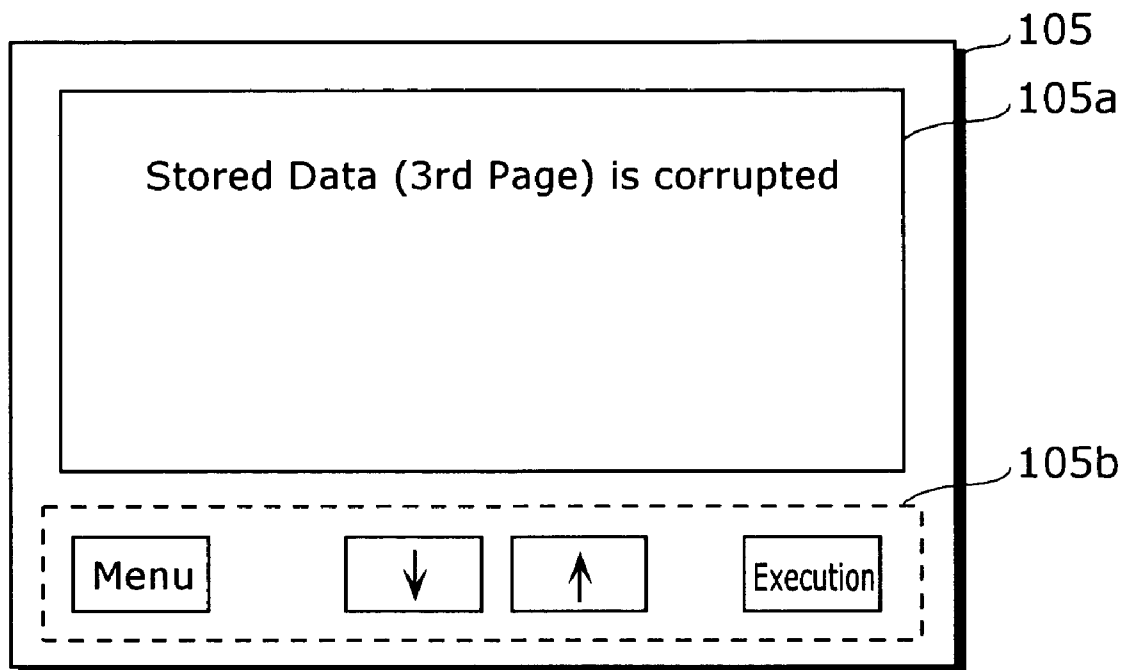 105
105a
Stored Data (3rd Page) is corrupted
105b
Menu ↓ ↑ Execution